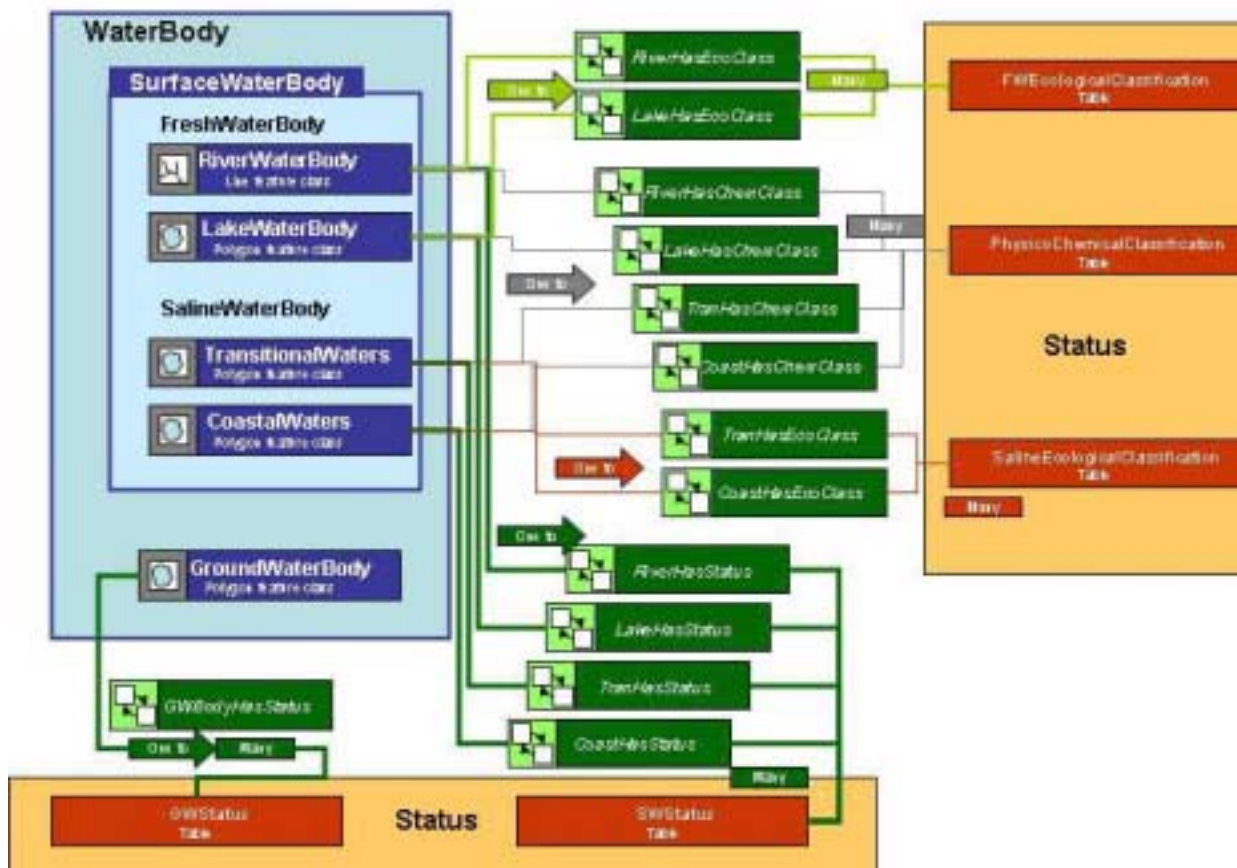 WaterBody
SurfaceWaterBody
FreshWaterBody
RiverWaterBody
Line feature class
LakeWaterBody
Polygon feature class
SalineWaterBody
TransitionalWaters
Polygon feature class
CoastalWaters
Polygon feature class
GroundWaterBody
Polygon feature class
RiverHasEcoClass
One to
Many
LakeHasEcoClass
RiverHasChemClass
Many
LakeHasChemClass
One to
TranHasChemClass
CoastHasChemClass
TranHasEcoClass
One to
CoastHasEcoClass
One to
RiverHasStatus
LakeHasStatus
TranHasStatus
CoastHasStatus
Many
FWEcologicalClassification
Table
PhysicoChemicalClassification
Table
Status
SalineEcologicalClassification
Table
Many
GWBodyHasStatus
One to
Many
GWStatus
Table
Status
SWStatus
Table